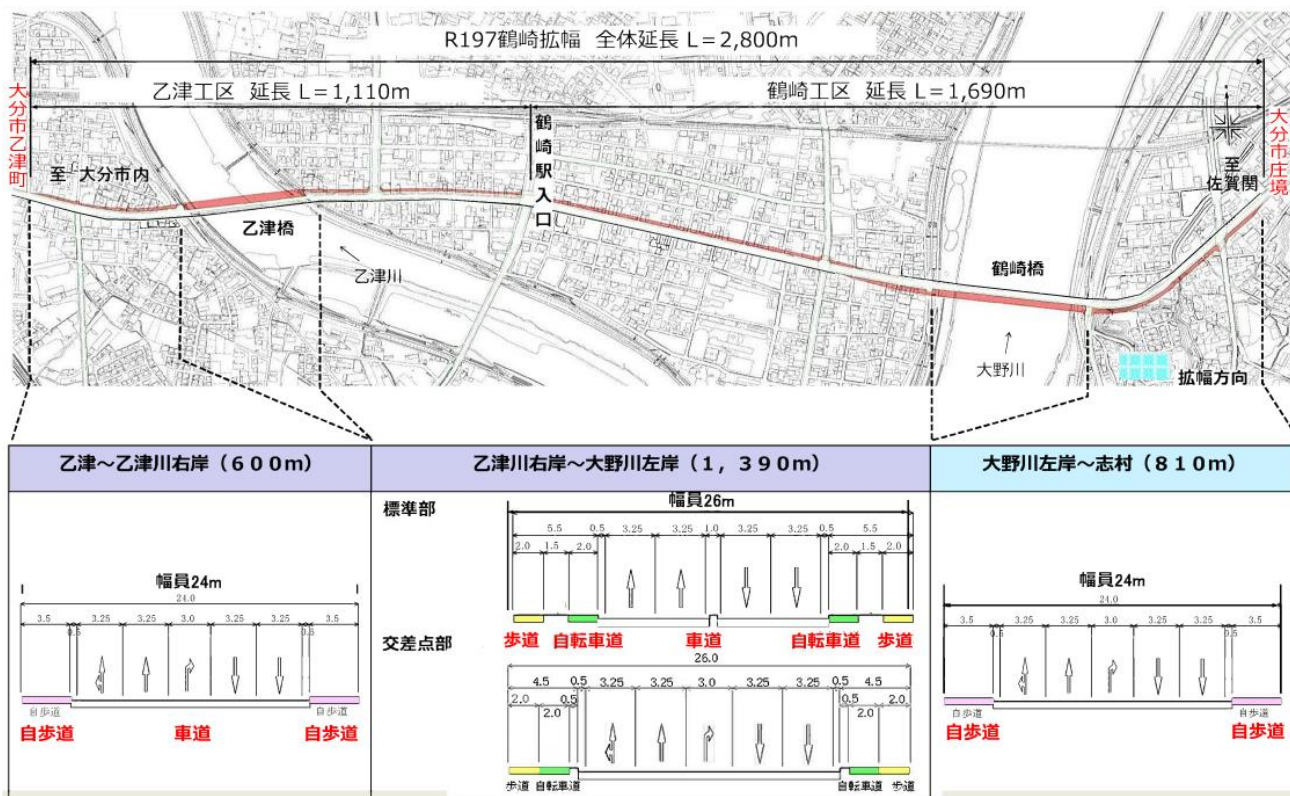 R197鶴崎拡幅 全体延長 L=2,800m
乙津工区 延長 L=1,110m
鶴崎工区 延長 L=1,690m
大分市乙津町
至 大分市内
乙津橋
乙津川
鶴崎駅入口
鶴崎橋
大野川
至
佐賀関
大分市庄境
拡幅方向
乙津~乙津川右岸(600m)
幅員24m
24.0
3.5 3.25 3.25 3.0 3.25 3.25 3.5
0.5 0.5
自歩道 自歩道
自歩道 車道 自歩道
乙津川右岸~大野川左岸(1,390m)
標準部
幅員26m
5.5 0.5 3.25 3.25 1.0 3.25 3.25 0.5 5.5
2.0 1.5 2.0 2.0 1.5 2.0
歩道 自転車道 車道 自転車道 歩道
交差点部
26.0
4.5 0.5 3.25 3.25 3.0 3.25 3.25 0.5 4.5
2.0 0.5 0.5 2.0
2.0 2.0
歩道 自転車道 自転車道 歩道
大野川左岸~志村(810m)
幅員24m
24.0
3.5 3.25 3.25 3.0 3.25 3.25 3.5
0.5 0.5
自歩道 自歩道
自歩道 自歩道